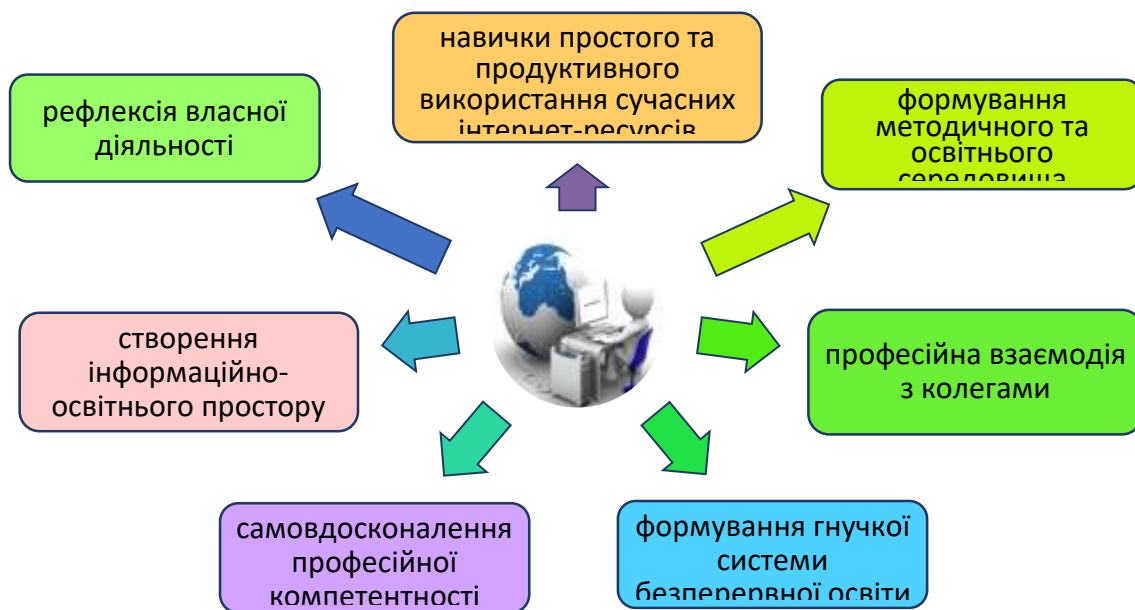 навички простого та
продуктивного
використання сучасних
інтернет-ресурсів
рефлексія власної
діяльності
формування
методичного та
освітнього
середовища
створення
інформаційно-
освітнього простору
професійна взаємодія
з колегами
самовдосконалення
професійної
компетентності
формування гнучкої
системи
безперервної освіти